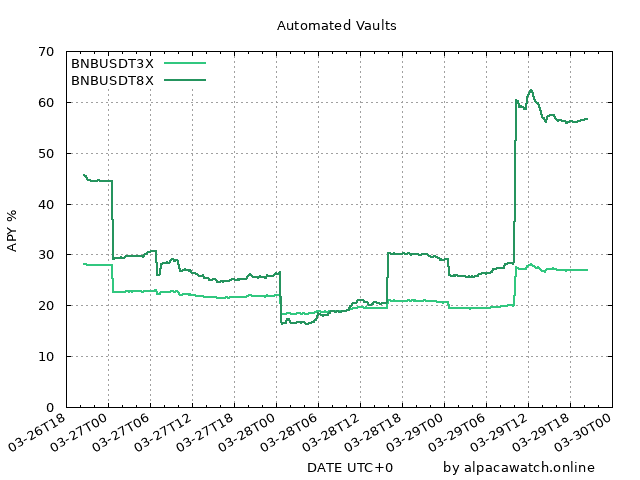 Automated Vaults
BNBUSDT3X
BNBUSDT8X
APY %
70
60
50
40
30
20
10
0
03-26T18
03-27T00
03-27T06
03-27T12
03-27T18
03-28T00
03-28T06
03-28T12
03-28T18
03-29T00
03-29T06
03-29T12
03-29T18
03-30T00
DATE UTC+0
by alpacawatch.online